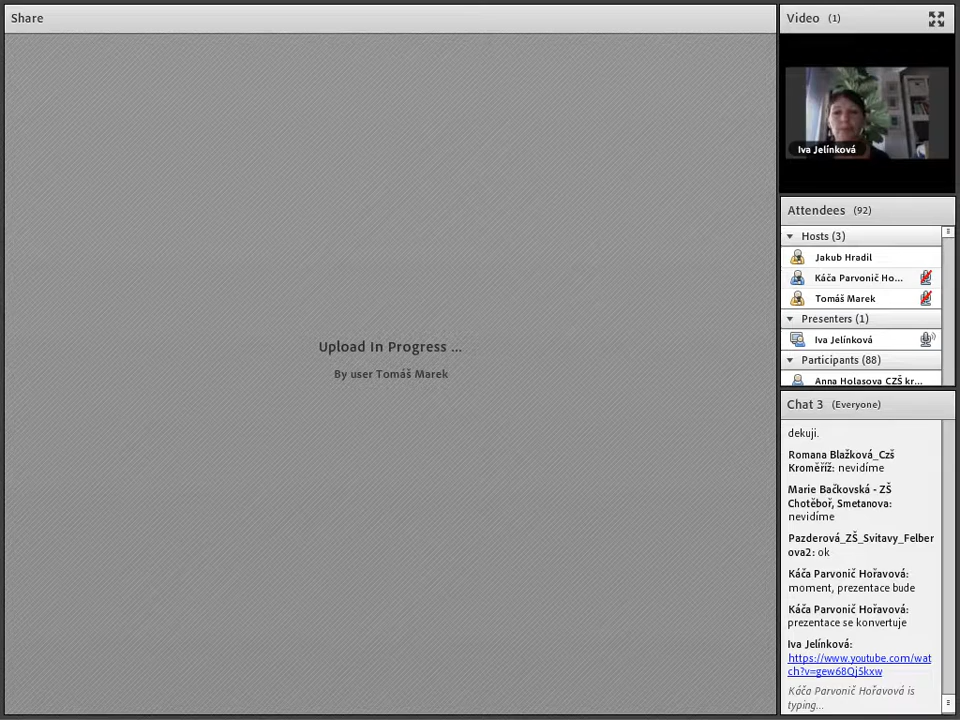 Share
Upload In Progress ...
By user Tomáš Marek
Video (1)
Iva Jelínková
Attendees (92)
Hosts (3)
Jakub Hradil
Káča Parvonič Ho...
Tomáš Marek
Presenters (1)
Iva Jelínková
Participants (88)
Anna Holasova CZŠ kr...
Chat 3 (Everyone)
dekuji.
Romana Blažková_Czš
Kroměříž: nevidíme
Marie Bačkovská - ZŠ
Chotěboř, Smetanova:
nevidíme
Pazderová_ZŠ_Svitavy_Felber
ova2: ok
Káča Parvonič Hořavová:
moment, prezentace bude
Káča Parvonič Hořavová:
prezentace se konvertuje
Iva Jelínková:
https://www.youtube.com/wat
ch?v=gew68Qj5kxw
Káča Parvonič Hořavová is
typing...